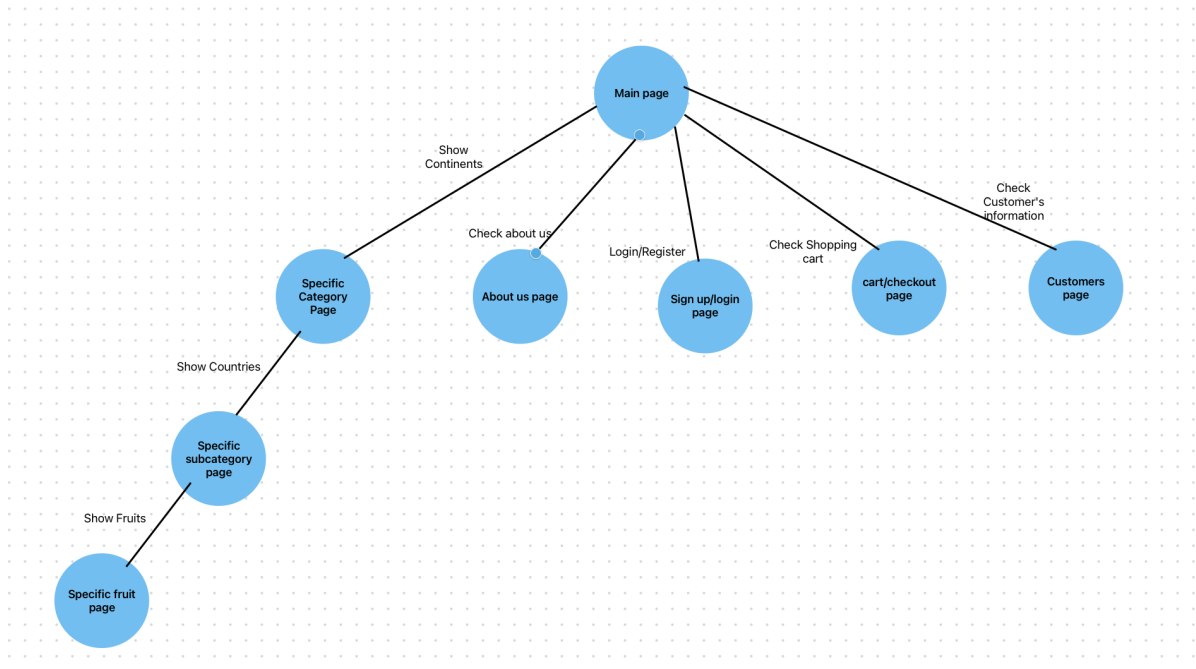 Main page
Show
Continents
Check
Customer's
information
Check about us
Login/Register
Check Shopping
cart
Specific
Category
Page
About us page
Sign up/login
page
cart/checkout
page
Customers
page
Show Countries
Specific
subcategory
page
Show Fruits
Specific fruit
page